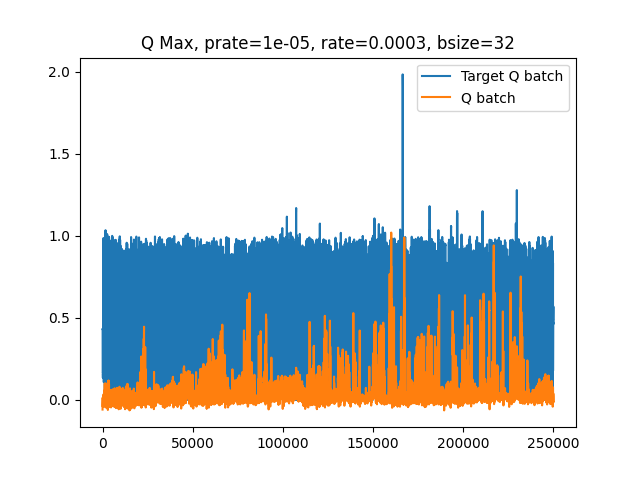 Q Max, prate=1e-05, rate=0.0003, bsize=32
Target Q batch
Q batch
2.0
1.5
1.0
0.5
0.0
0 50000 100000 150000 200000 250000